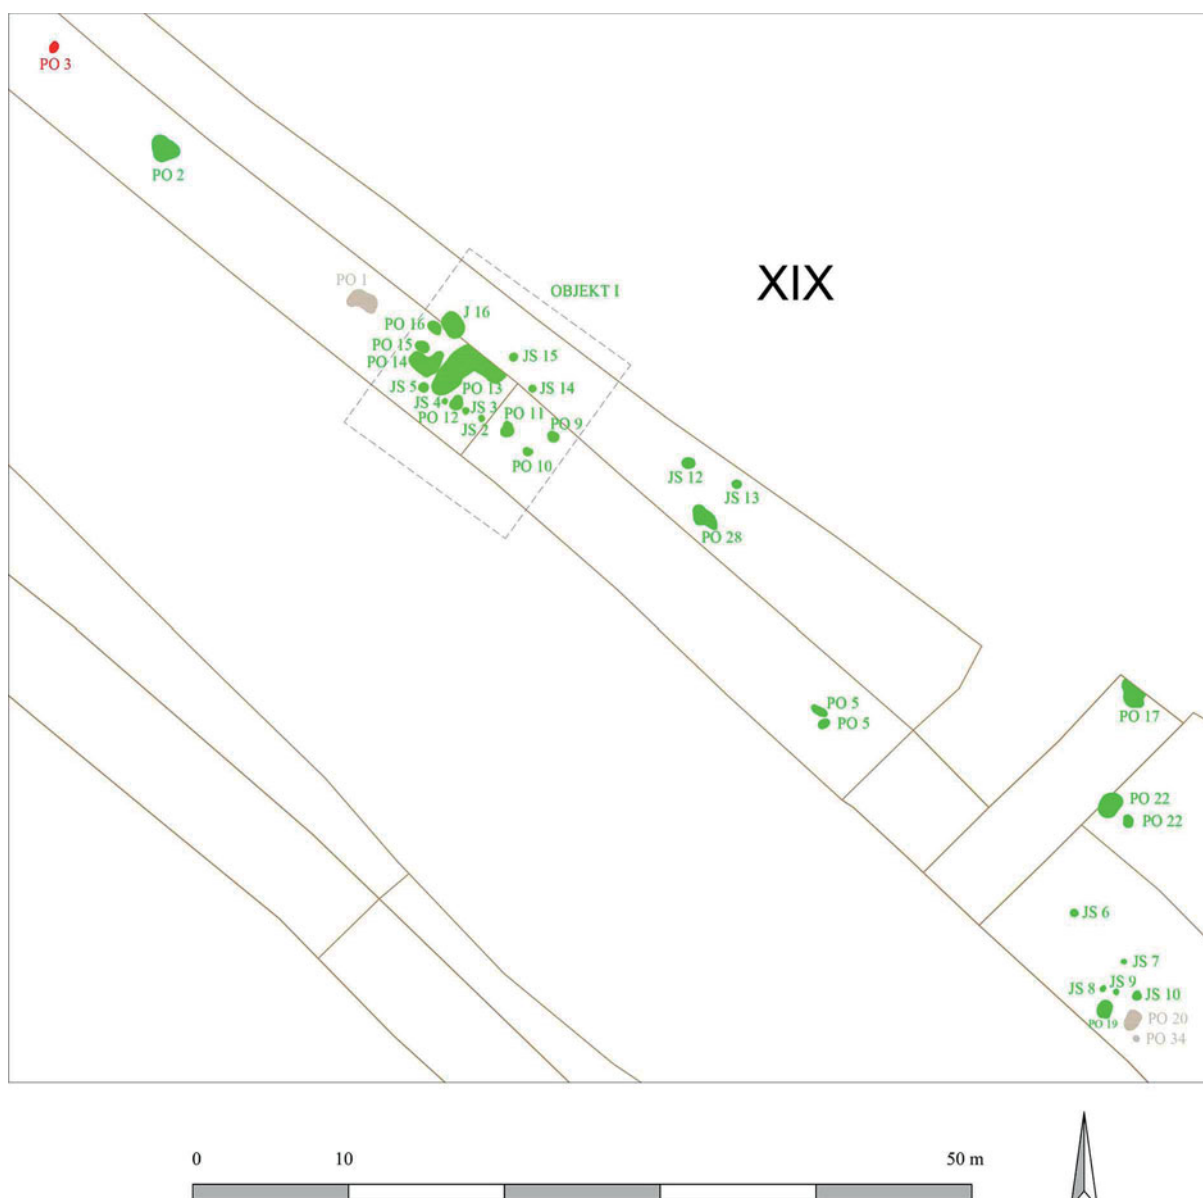 PO 3
PO 2
XIX
PO 1
OBJEKT I
J 16
PO 16
PO 15
JS 15
PO 14
JS 5
PO 13
JS 14
JS 4
JS 3
PO 12
PO 11
JS 2
PO 9
PO 10
JS 12
JS 13
PO 28
PO 5
PO 5
PO 17
PO 22
PO 22
JS 6
JS 7
JS 8
JS 9
JS 10
PO 19
PO 20
PO 34
0 10 50 m